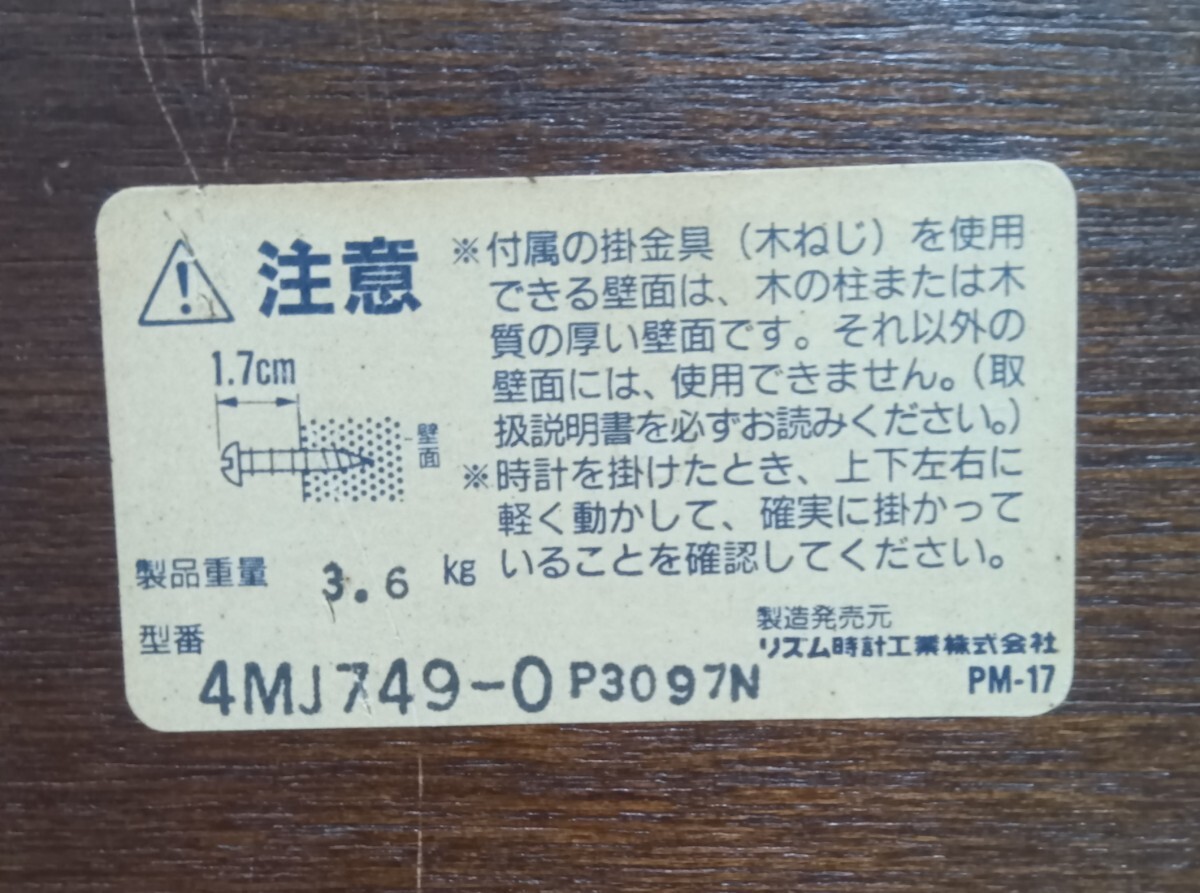 注意
※付属の掛金具（木ねじ）を使用
できる壁面は、木の柱または木
質の厚い壁面です。それ以外の
壁面には、使用できません。（取
扱説明書を必ずお読みください。）
※時計を掛けたとき、上下左右に
軽く動かして、確実に掛かって
いることを確認してください。
1.7cm
壁面
製品重量 3.6 kg
型番
4MJ749-0 P3097N
製造発売元
リズム時計工業株式会社
PM-17